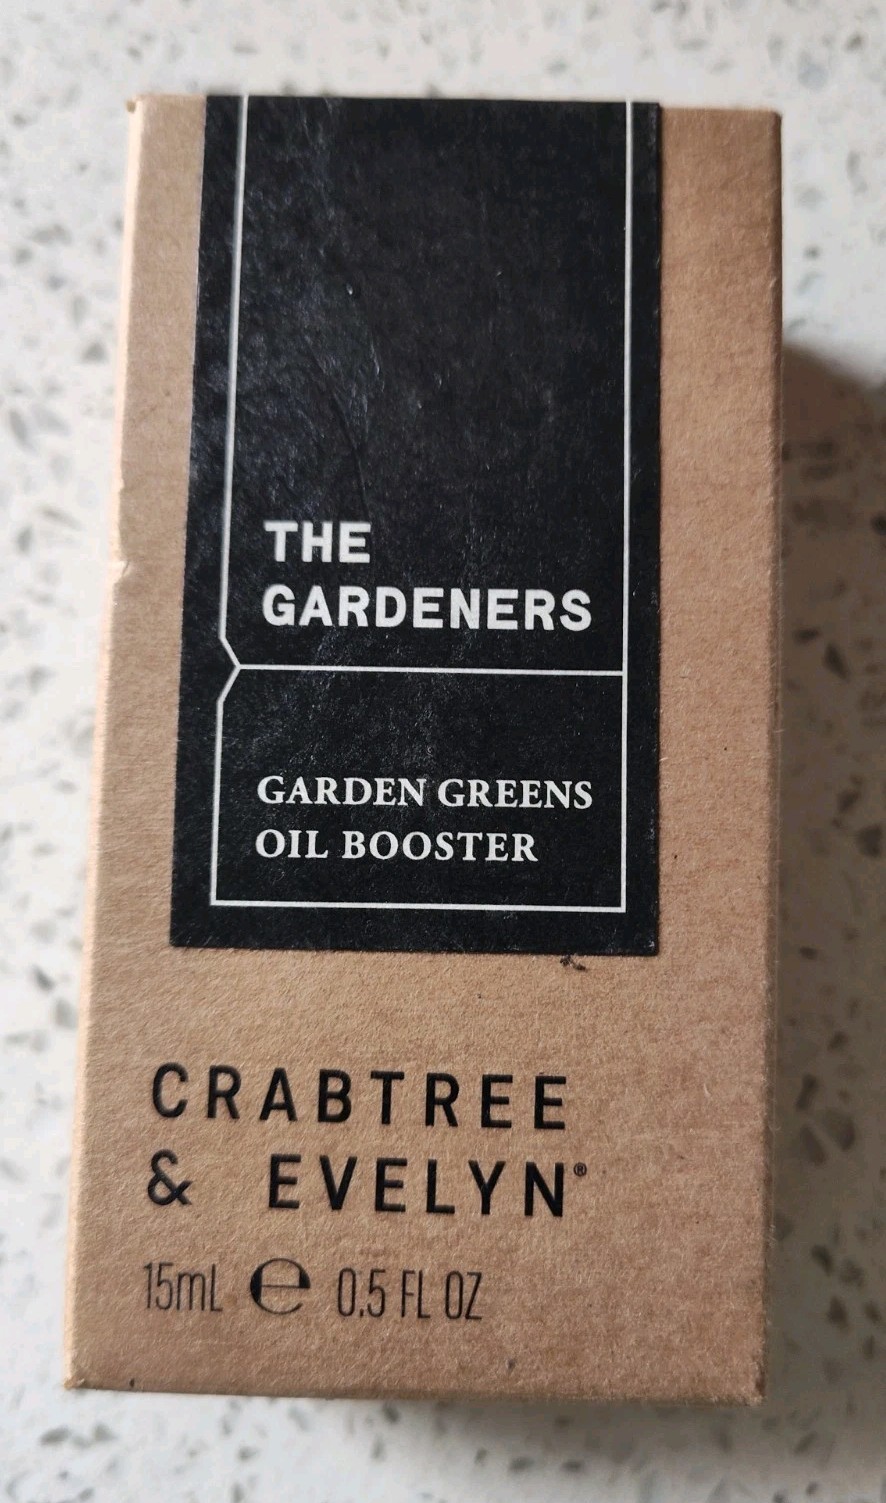 THE
GARDENERS
GARDEN GREENS
OIL BOOSTER
CRABTREE
& EVELYN®
15mL ℮ 0.5 FL OZ